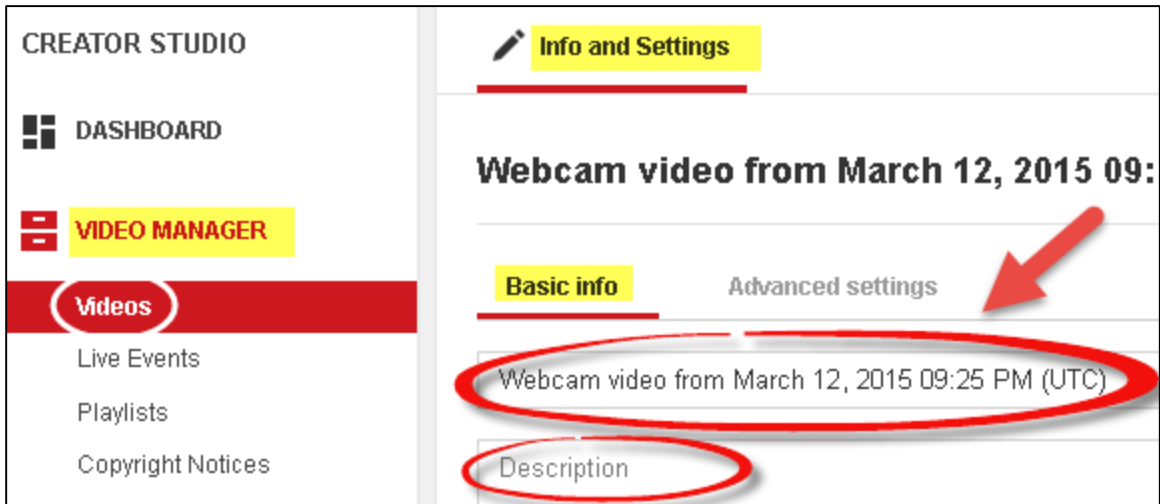 CREATOR STUDIO
DASHBOARD
VIDEO MANAGER
Videos
Live Events
Playlists
Copyright Notices
Info and Settings
Webcam video from March 12, 2015 09:
Basic info Advanced settings
Webcam video from March 12, 2015 09:25 PM (UTC)
Description